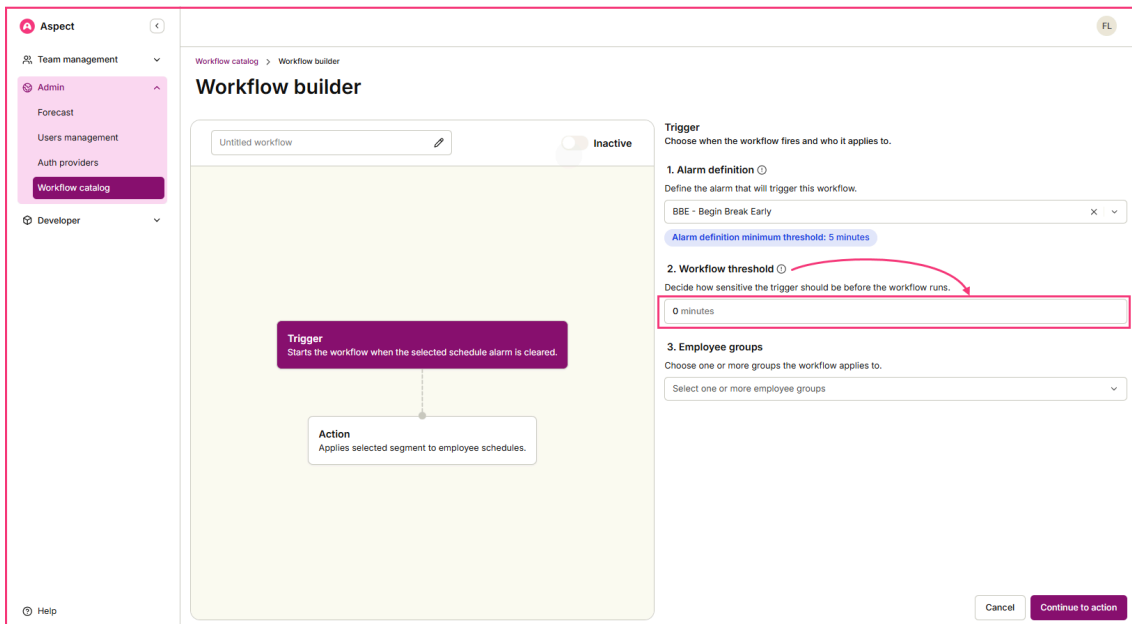 Aspect
FL
Team management
Admin
Forecast
Users management
Auth providers
Workflow catalog
Developer
Help
Workflow catalog > Workflow builder
Workflow builder
Untitled workflow
Inactive
Trigger
Starts the workflow when the selected schedule alarm is cleared.
Action
Applies selected segment to employee schedules.
Trigger
Choose when the workflow fires and who it applies to.
1. Alarm definition
Define the alarm that will trigger this workflow.
BBE - Begin Break Early
Alarm definition minimum threshold: 5 minutes
2. Workflow threshold
Decide how sensitive the trigger should be before the workflow runs.
0 minutes
3. Employee groups
Choose one or more groups the workflow applies to.
Select one or more employee groups
Cancel
Continue to action